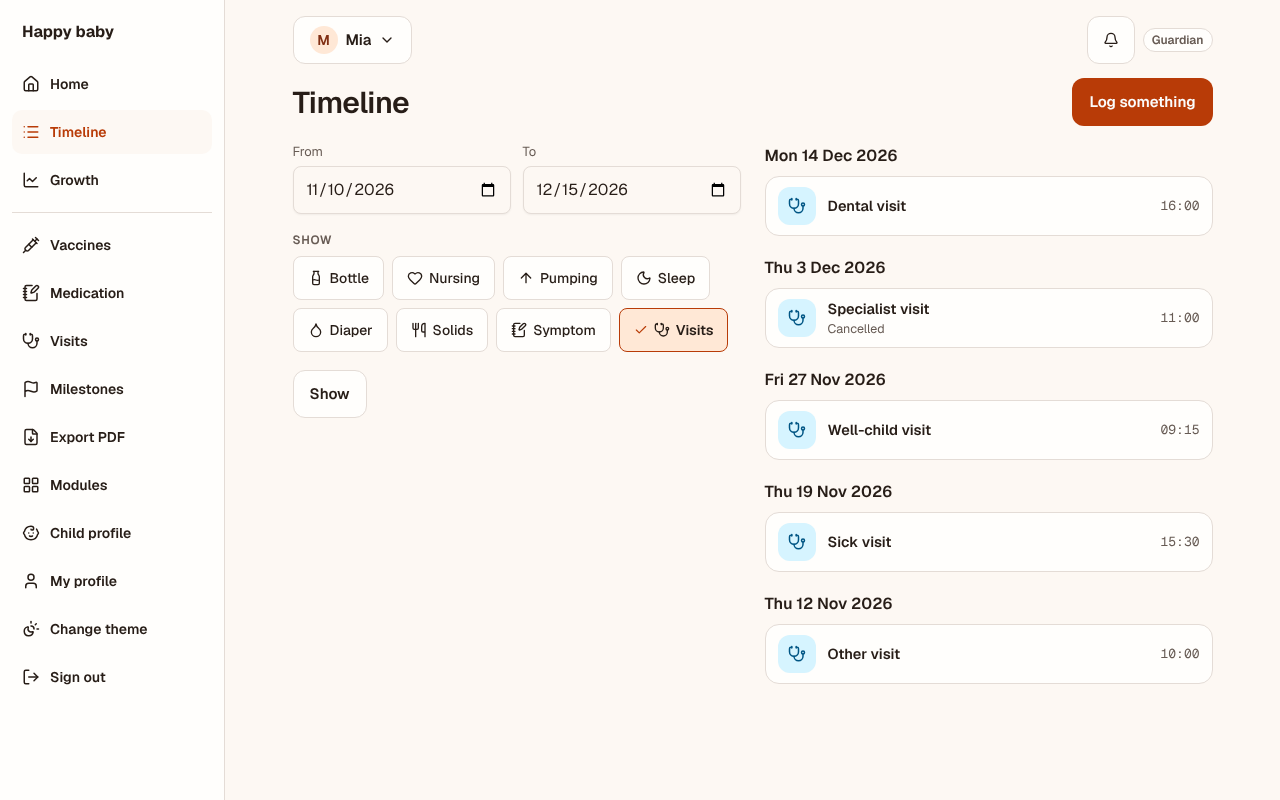 Happy baby
Home
Timeline
Growth
Vaccines
Medication
Visits
Milestones
Export PDF
Modules
Child profile
My profile
Change theme
Sign out
M Mia
Guardian
Timeline
Log something
From
To
11/10/2026
12/15/2026
SHOW
Bottle
Nursing
Pumping
Sleep
Diaper
Solids
Symptom
Visits
Show
Mon 14 Dec 2026
Dental visit 16:00
Thu 3 Dec 2026
Specialist visit
Cancelled
11:00
Fri 27 Nov 2026
Well-child visit 09:15
Thu 19 Nov 2026
Sick visit 15:30
Thu 12 Nov 2026
Other visit 10:00